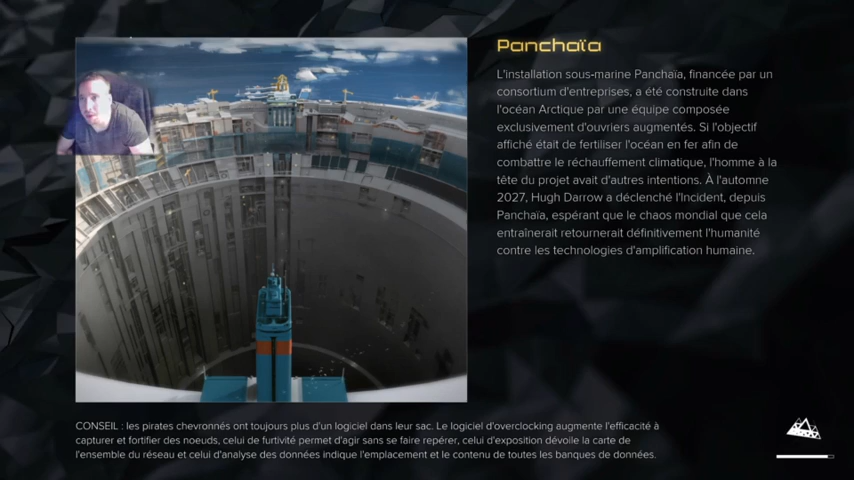 Panchaïa
L'installation sous-marine Panchaïa, financée par un
consortium d'entreprises, a été construite dans
l'océan Arctique par une équipe composée
exclusivement d'ouvriers augmentés. Si l'objectif
affiché était de fertiliser l'océan en fer afin de
combattre le réchauffement climatique, l'homme à la
tête du projet avait d'autres intentions. À l'automne
2027, Hugh Darrow a déclenché l'Incident, depuis
Panchaïa, espérant que le chaos mondial que cela
entraînerait retournerait définitivement l'humanité
contre les technologies d'amplification humaine.
CONSEIL : les pirates chevronnés ont toujours plus d'un logiciel dans leur sac. Le logiciel d'overclocking augmente l'efficacité à
capturer et fortifier des noeuds, celui de furtivité permet d'agir sans se faire repérer, celui d'exposition dévoile la carte de
l'ensemble du réseau et celui d'analyse des données indique l'emplacement et le contenu de toutes les banques de données.